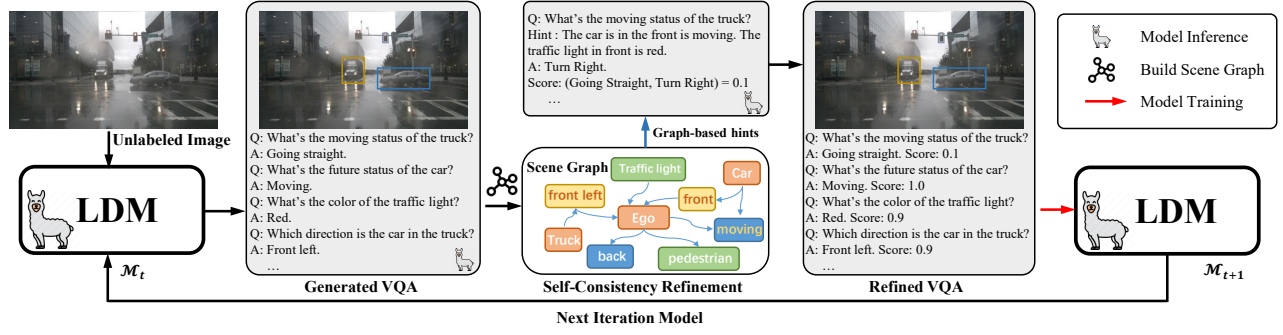 Unlabeled Image
LDM
𝓜ₜ
Q: What's the moving status of the truck?
A: Going straight.
Q: What's the future status of the car?
A: Moving.
Q: What's the color of the traffic light?
A: Red.
Q: Which direction is the car in the truck?
A: Front left.
...
Generated VQA
Q: What's the moving status of the truck?
Hint : The car is in the front is moving. The
traffic light in front is red.
A: Turn Right.
Score: (Going Straight, Turn Right) = 0.1
...
Graph-based hints
Scene Graph
Traffic light
Car
front left
front
Ego
Truck
moving
back
pedestrian
Self-Consistency Refinement
Q: What's the moving status of the truck?
A: Going straight. Score: 0.1
Q: What's the future status of the car?
A: Moving. Score: 1.0
Q: What's the color of the traffic light?
A: Red. Score: 0.9
Q: Which direction is the car in the truck?
A: Front left. Score: 0.9
...
Refined VQA
Model Inference
Build Scene Graph
Model Training
LDM
𝓜ₜ₊₁
Next Iteration Model